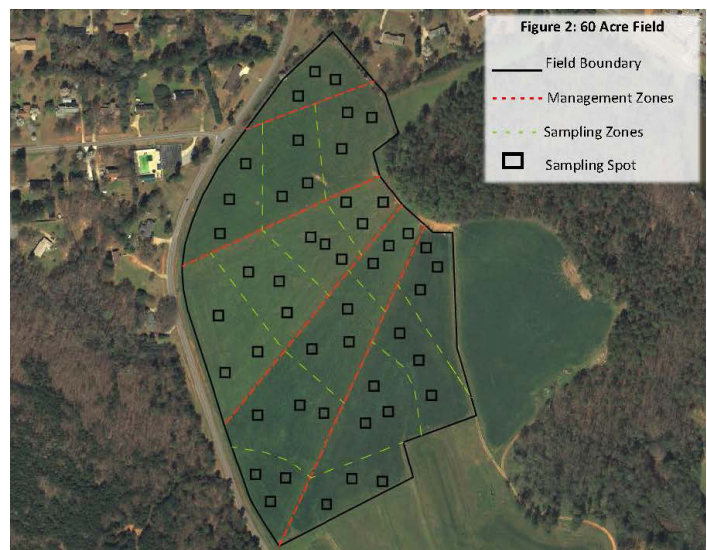 Figure 2: 60 Acre Field
Field Boundary
Management Zones
Sampling Zones
Sampling Spot